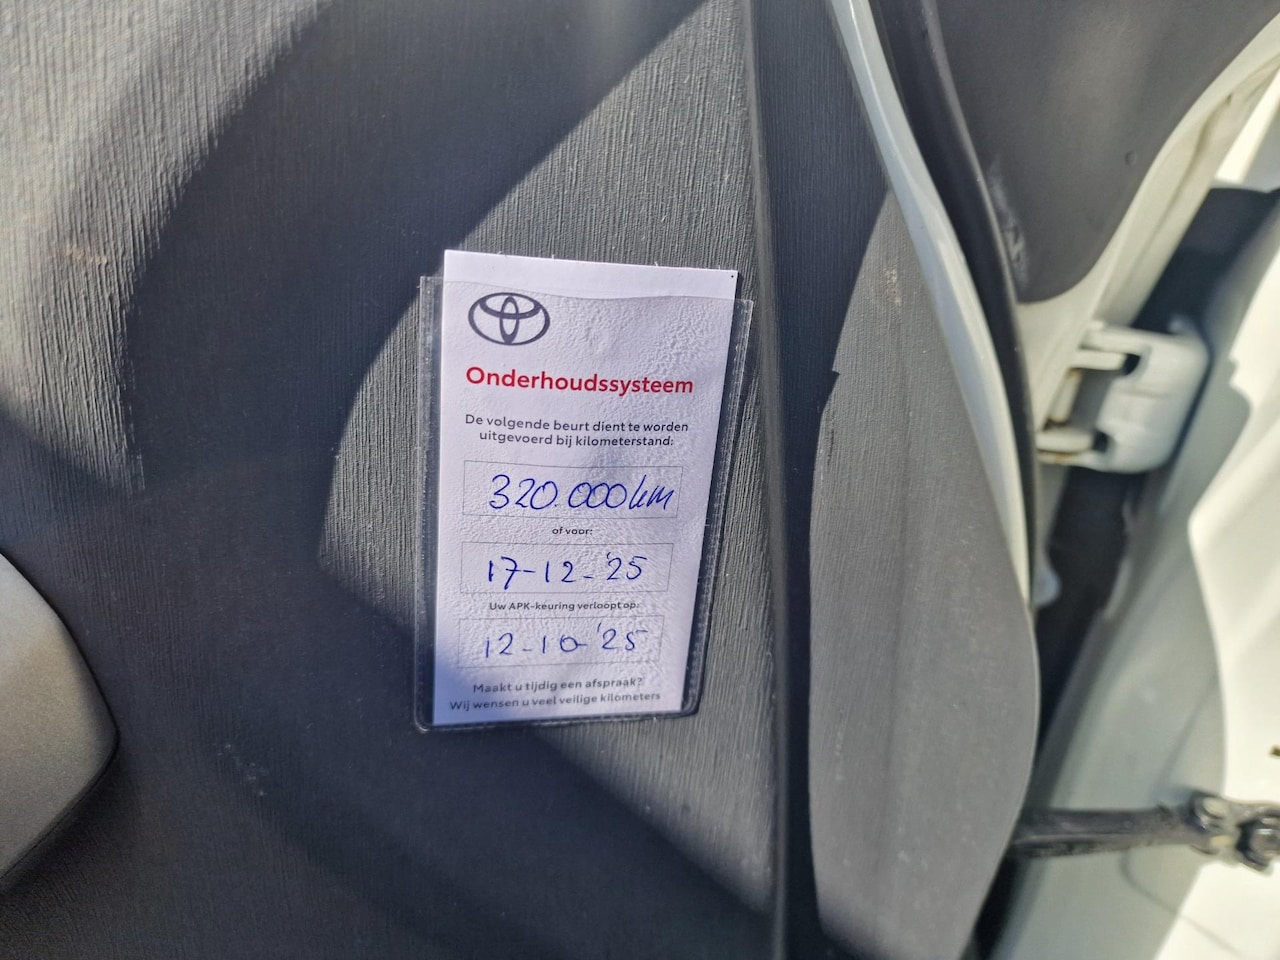 Onderhoudssysteem
De volgende beurt dient te worden
uitgevoerd bij kilometerstand:
320.000km
of voor:
17-12-'25
Uw APK-keuring verloopt op:
12-10-'25
Maakt u tijdig een afspraak?
Wij wensen u veel veilige kilometers